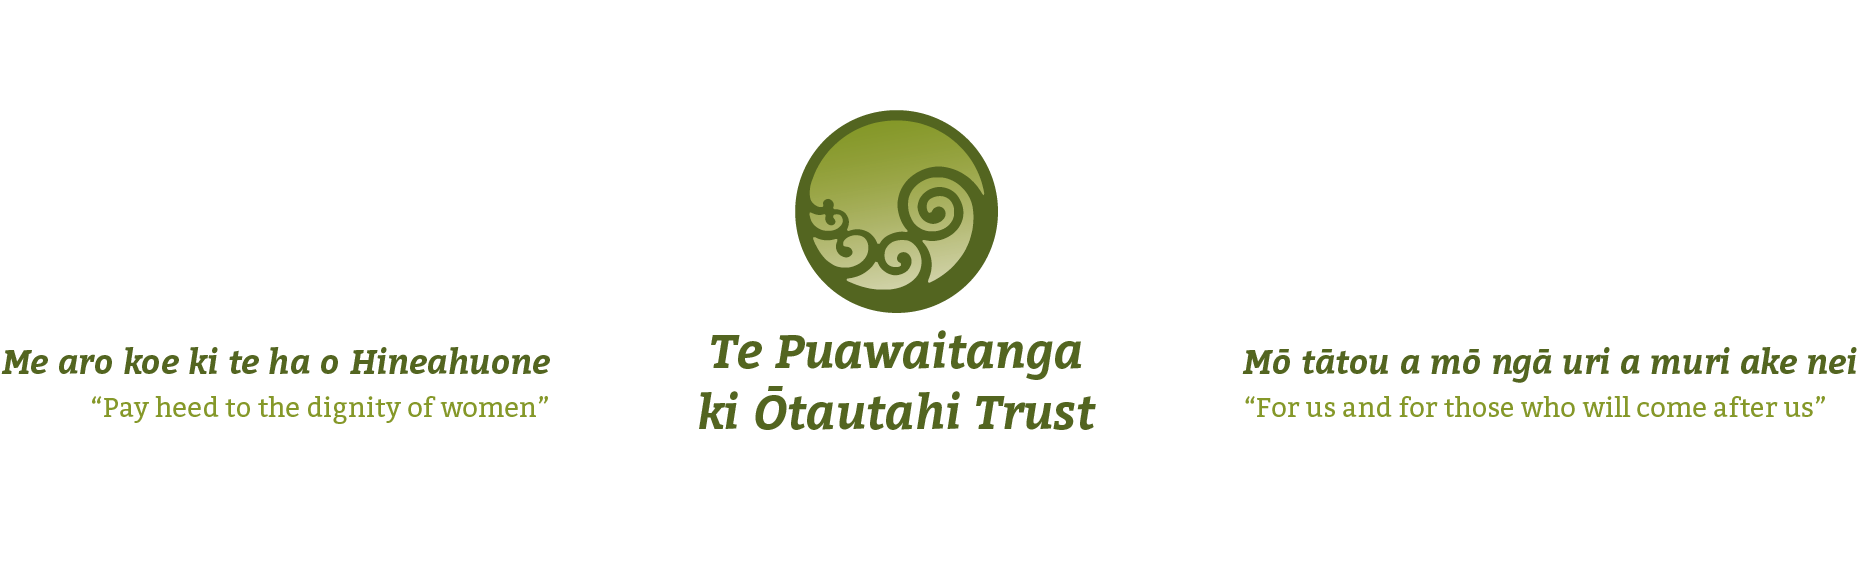 Me aro koe ki te ha o Hineahuone
“Pay heed to the dignity of women”
Te Puawaitanga
ki Ōtautahi Trust
Mō tātou a mō ngā uri a muri ake nei
“For us and for those who will come after us”